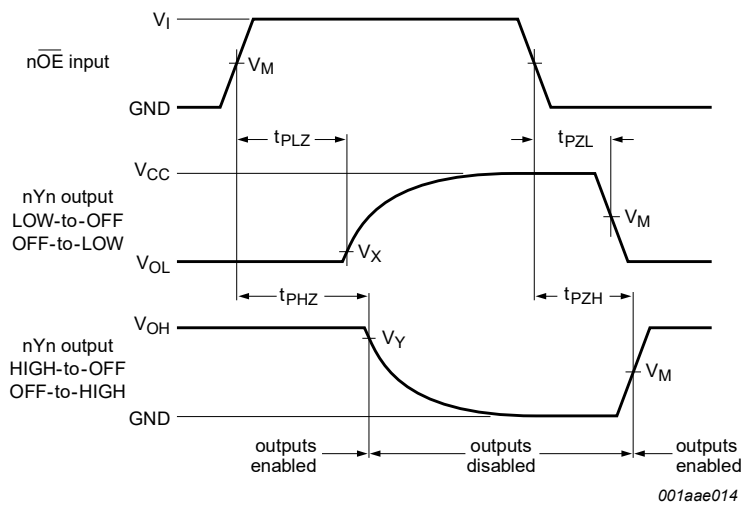 V_I
nOE input
V_M
GND
t_PLZ
t_PZL
V_CC
nYn output
LOW-to-OFF
OFF-to-LOW
V_M
V_X
V_OL
t_PHZ
t_PZH
V_OH
V_Y
nYn output
HIGH-to-OFF
OFF-to-HIGH
V_M
GND
outputs
enabled
outputs
disabled
outputs
enabled
001aae014